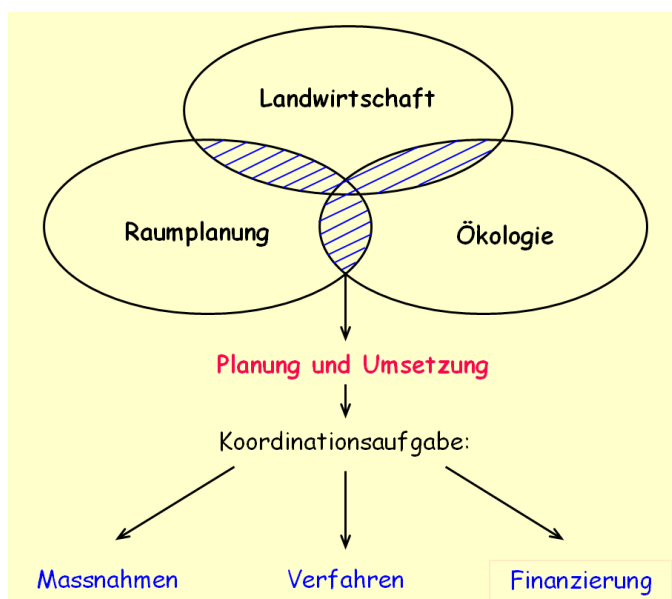 Landwirtschaft
Raumplanung
Ökologie
Planung und Umsetzung
Koordinationsaufgabe:
Massnahmen
Verfahren
Finanzierung